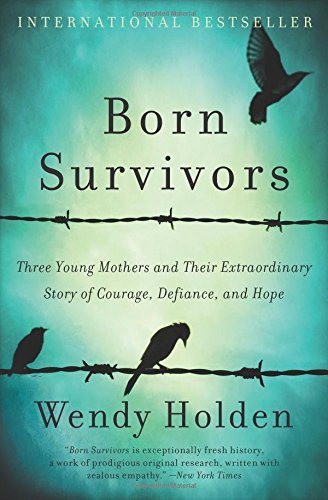 INTERNATIONAL BESTSELLER
Born
Survivors
Three Young Mothers and Their Extraordinary
Story of Courage, Defiance, and Hope
Wendy Holden
"Born Survivors is exceptionally fresh history,
a work of prodigious original research, written with
zealous empathy." —New York Times